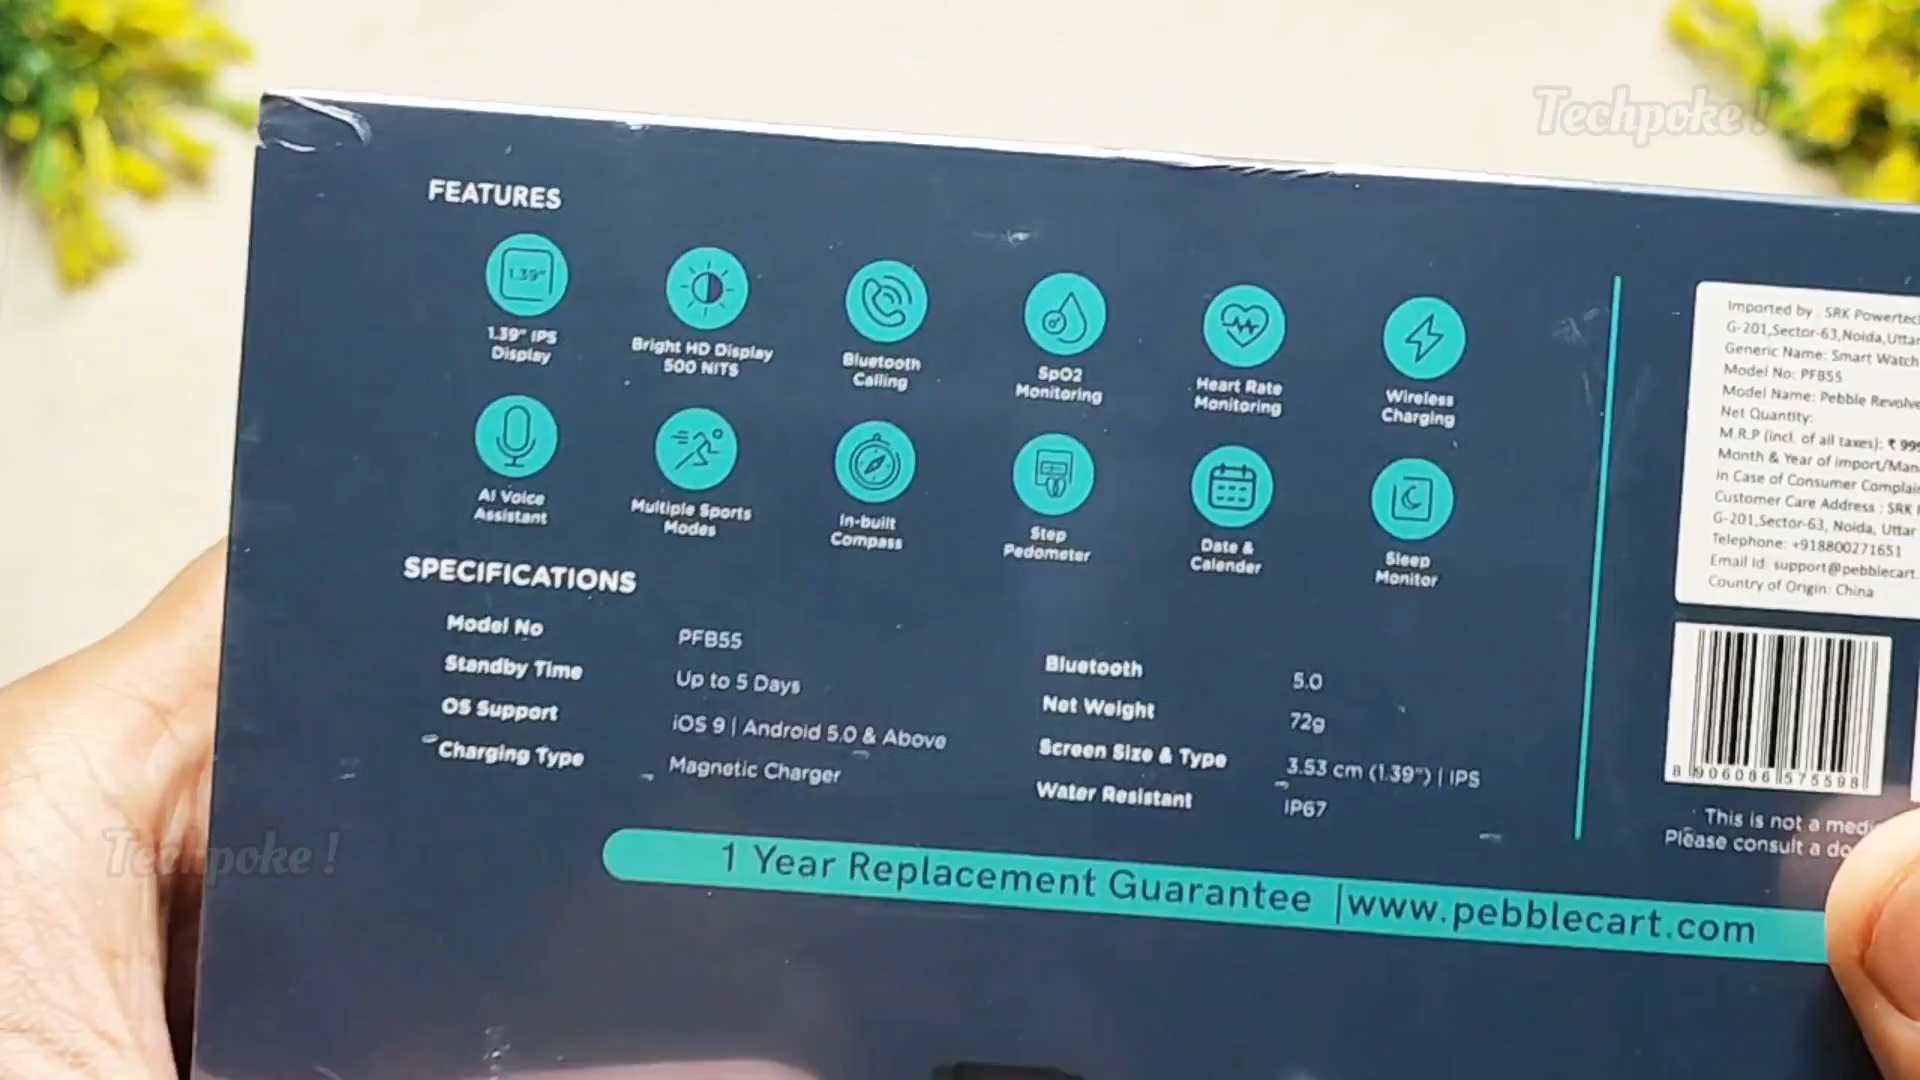 Techpoke !
FEATURES
1.39"
1.39" IPS
Display
Bright HD Display
500 NITS
Bluetooth
Calling
SpO2
Monitoring
Heart Rate
Monitoring
Wireless
Charging
AI Voice
Assistant
Multiple Sports
Modes
In-built
Compass
Step
Pedometer
Date &
Calender
Sleep
Monitor
SPECIFICATIONS
Model No PFB55
Standby Time Up to 5 Days
OS Support iOS 9 | Android 5.0 & Above
Charging Type Magnetic Charger
Bluetooth 5.0
Net Weight 72g
Screen Size & Type 3.53 cm (1.39") | IPS
Water Resistant IP67
Imported by : SRK Powertec
G-201,Sector-63,Noida,Uttar
Generic Name: Smart Watch
Model No: PFB55
Model Name: Pebble Revolve
Net Quantity:
M.R.P (incl. of all taxes): ₹ 999
Month & Year of import/Man
In Case of Consumer Complain
Customer Care Address : SRK
G-201,Sector-63, Noida, Uttar
Telephone: +918800271651
Email Id: support@pebblecart.
Country of Origin: China
8 906086 575598
This is not a medi
Please consult a do
1 Year Replacement Guarantee |www.pebblecart.com
Techpoke !